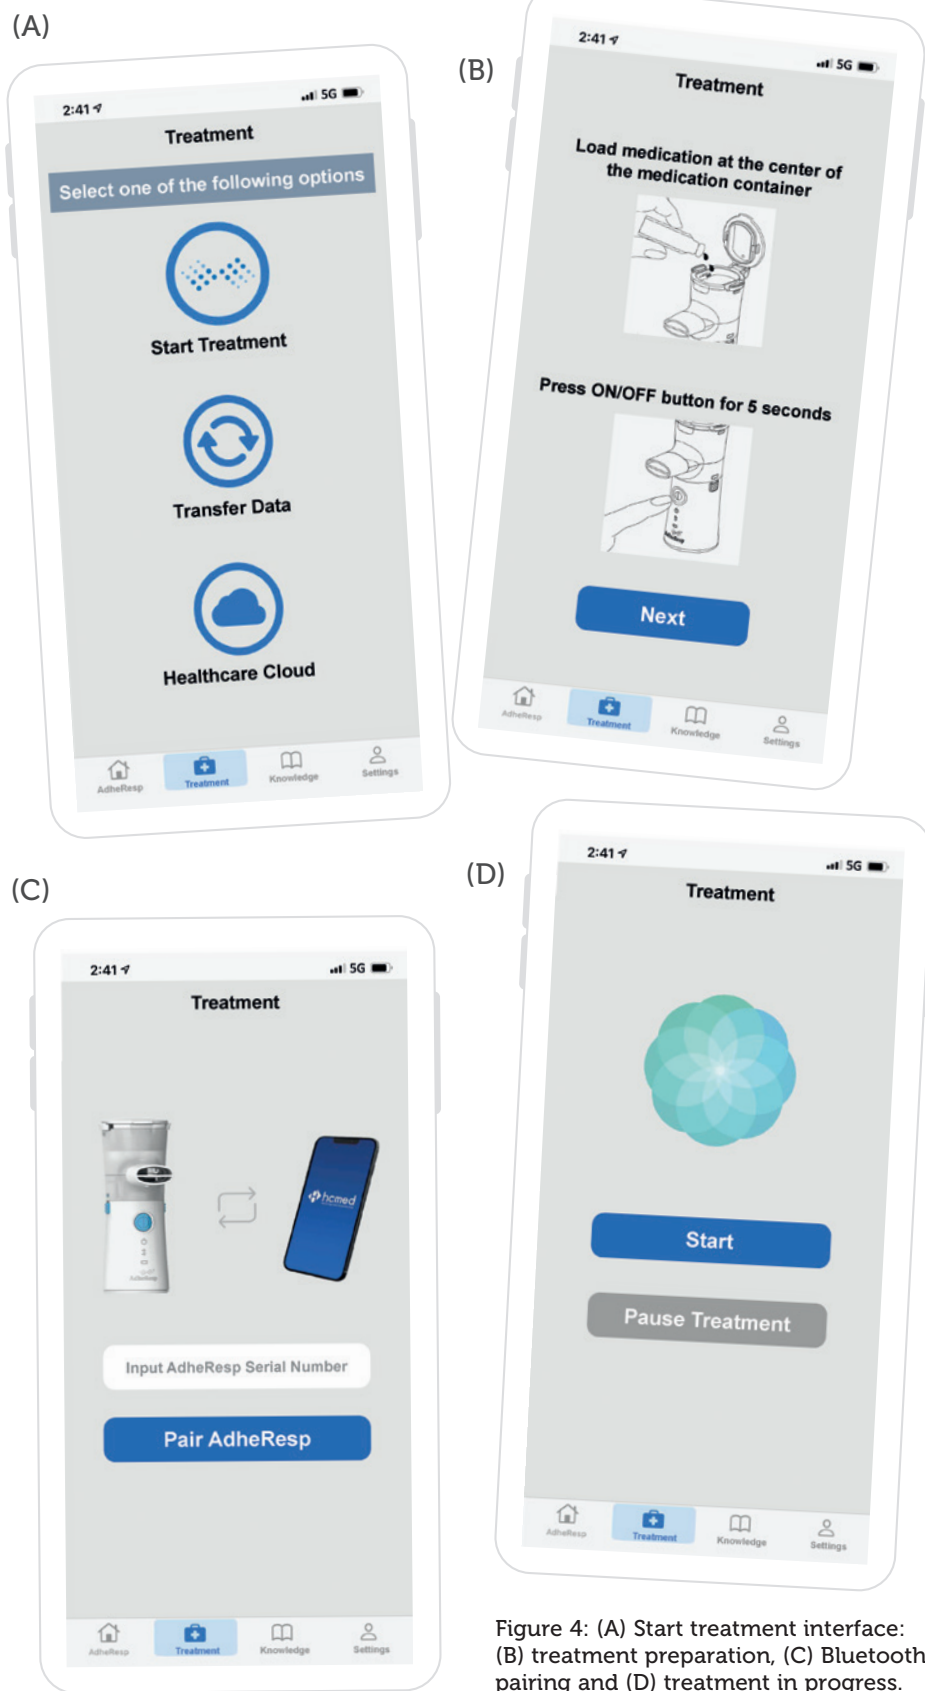 (A)
2:41
5G
Treatment
Select one of the following options
Start Treatment
Transfer Data
Healthcare Cloud
AdheResp
Treatment
Knowledge
Settings
(B)
2:41
5G
Treatment
Load medication at the center of
the medication container
Press ON/OFF button for 5 seconds
Next
AdheResp
Treatment
Knowledge
Settings
(C)
2:41
5G
Treatment
AdheResp
hcmed
Input AdheResp Serial Number
Pair AdheResp
AdheResp
Treatment
Knowledge
Settings
(D)
2:41
5G
Treatment
Start
Pause Treatment
AdheResp
Treatment
Knowledge
Settings
Figure 4: (A) Start treatment interface:
(B) treatment preparation, (C) Bluetooth
pairing and (D) treatment in progress.